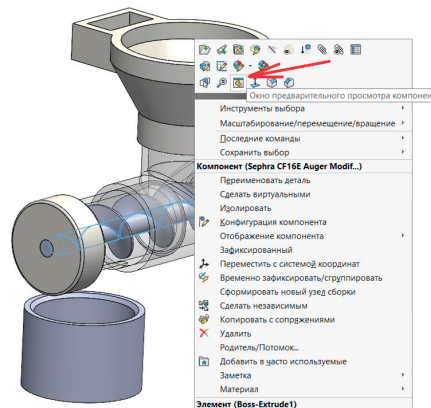 Окно предварительного просмотра компонен
Инструменты выбора
Масштабирование/перемещение/вращение
Последние команды
Сохранить выбор
Компонент (Sephra CF16E Auger Modif...)
Переименовать деталь
Сделать виртуальными
Изолировать
Конфигурация компонента
Отображение компонента
Зафиксированный
Переместить с системой координат
Временно зафиксировать/сгруппировать
Сформировать новый узел сборки
Сделать независимым
Копировать с сопряжениями
Удалить
Родитель/Потомок...
Добавить в часто используемые
Заметка
Материал
Элемент (Boss-Extrude1)